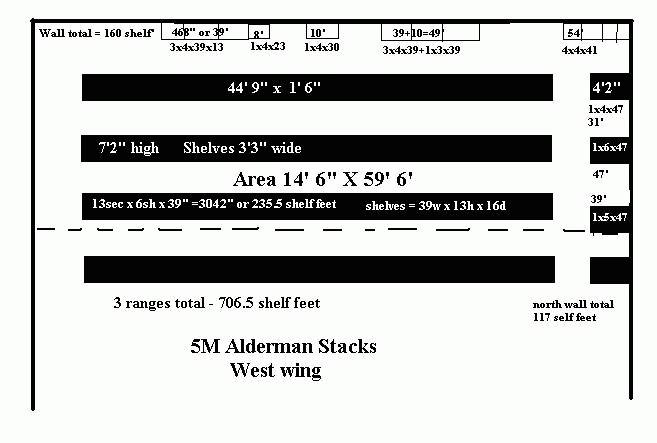 Wall total = 160 shelf'
468" or 39'
8'
10'
39+10=49'
54'
3x4x39x13
1x4x23
1x4x30
3x4x39+1x3x39
4x4x41
44' 9" x 1' 6"
4'2"
1x4x47
31'
7'2" high Shelves 3'3" wide
1x6x47
Area 14' 6" X 59' 6'
47'
39'
13sec x 6sh x 39" =3042" or 235.5 shelf feet
shelves = 39w x 13h x 16d
1x5x47
3 ranges total - 706.5 shelf feet
north wall total
117 self feet
5M Alderman Stacks
West wing